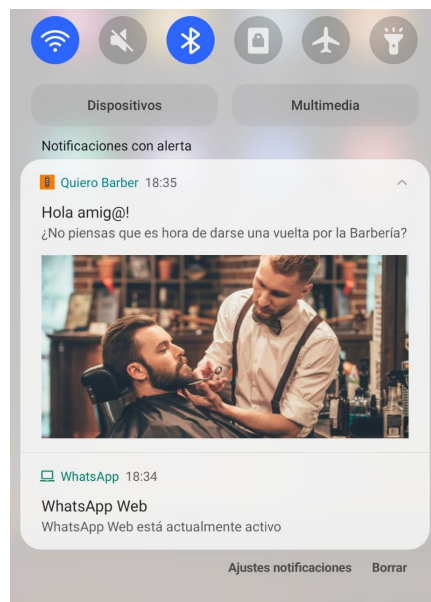 Dispositivos
Multimedia
Notificaciones con alerta
Quiero Barber 18:35
Hola amig@!
¿No piensas que es hora de darse una vuelta por la Barbería?
WhatsApp 18:34
WhatsApp Web
WhatsApp Web está actualmente activo
Ajustes notificaciones
Borrar